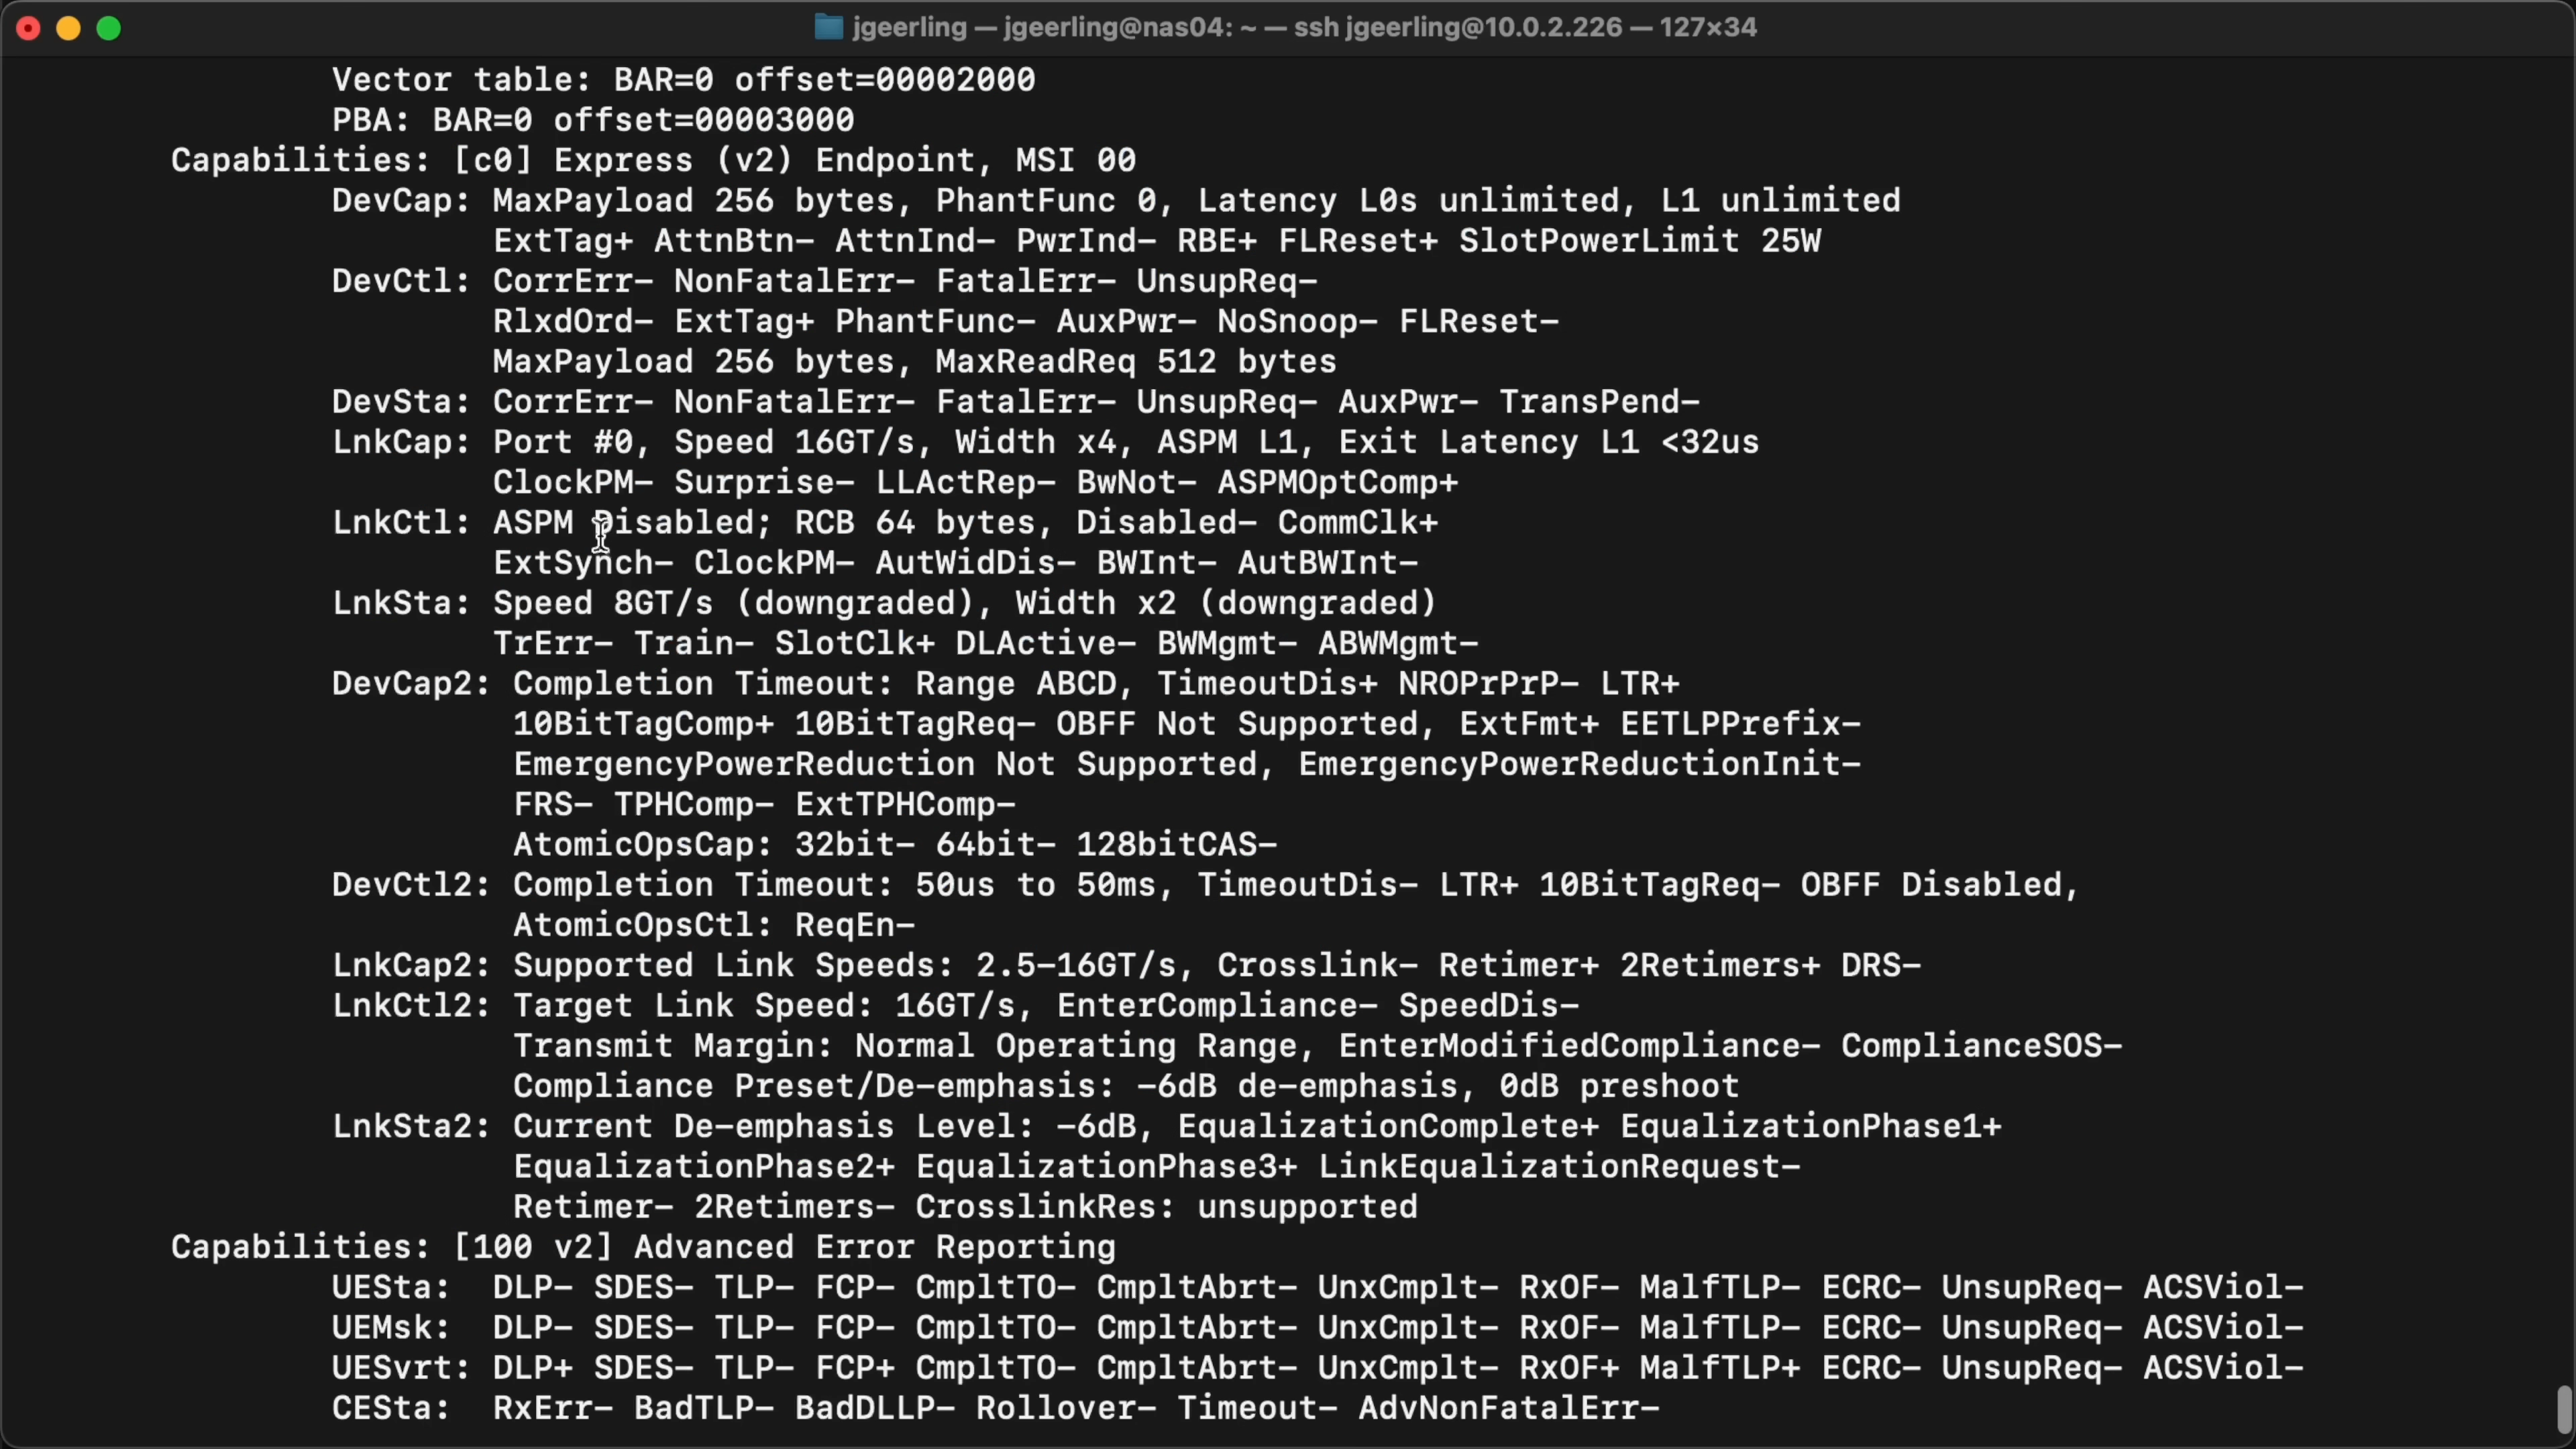 jgeerling — jgeerling@nas04: ~ — ssh jgeerling@10.0.2.226 — 127×34
Vector table: BAR=0 offset=00002000
PBA: BAR=0 offset=00003000
Capabilities: [c0] Express (v2) Endpoint, MSI 00
DevCap: MaxPayload 256 bytes, PhantFunc 0, Latency L0s unlimited, L1 unlimited
ExtTag+ AttnBtn- AttnInd- PwrInd- RBE+ FLReset+ SlotPowerLimit 25W
DevCtl: CorrErr- NonFatalErr- FatalErr- UnsupReq-
RlxdOrd- ExtTag+ PhantFunc- AuxPwr- NoSnoop- FLReset-
MaxPayload 256 bytes, MaxReadReq 512 bytes
DevSta: CorrErr- NonFatalErr- FatalErr- UnsupReq- AuxPwr- TransPend-
LnkCap: Port #0, Speed 16GT/s, Width x4, ASPM L1, Exit Latency L1 <32us
ClockPM- Surprise- LLActRep- BwNot- ASPMOptComp+
LnkCtl: ASPM Disabled; RCB 64 bytes, Disabled- CommClk+
ExtSynch- ClockPM- AutWidDis- BWInt- AutBWInt-
LnkSta: Speed 8GT/s (downgraded), Width x2 (downgraded)
TrErr- Train- SlotClk+ DLActive- BWMgmt- ABWMgmt-
DevCap2: Completion Timeout: Range ABCD, TimeoutDis+ NROPrPrP- LTR+
10BitTagComp+ 10BitTagReq- OBFF Not Supported, ExtFmt+ EETLPPrefix-
EmergencyPowerReduction Not Supported, EmergencyPowerReductionInit-
FRS- TPHComp- ExtTPHComp-
AtomicOpsCap: 32bit- 64bit- 128bitCAS-
DevCtl2: Completion Timeout: 50us to 50ms, TimeoutDis- LTR+ 10BitTagReq- OBFF Disabled,
AtomicOpsCtl: ReqEn-
LnkCap2: Supported Link Speeds: 2.5-16GT/s, Crosslink- Retimer+ 2Retimers+ DRS-
LnkCtl2: Target Link Speed: 16GT/s, EnterCompliance- SpeedDis-
Transmit Margin: Normal Operating Range, EnterModifiedCompliance- ComplianceSOS-
Compliance Preset/De-emphasis: -6dB de-emphasis, 0dB preshoot
LnkSta2: Current De-emphasis Level: -6dB, EqualizationComplete+ EqualizationPhase1+
EqualizationPhase2+ EqualizationPhase3+ LinkEqualizationRequest-
Retimer- 2Retimers- CrosslinkRes: unsupported
Capabilities: [100 v2] Advanced Error Reporting
UESta: DLP- SDES- TLP- FCP- CmpltTO- CmpltAbrt- UnxCmplt- RxOF- MalfTLP- ECRC- UnsupReq- ACSViol-
UEMsk: DLP- SDES- TLP- FCP- CmpltTO- CmpltAbrt- UnxCmplt- RxOF- MalfTLP- ECRC- UnsupReq- ACSViol-
UESvrt: DLP+ SDES- TLP- FCP+ CmpltTO- CmpltAbrt- UnxCmplt- RxOF+ MalfTLP+ ECRC- UnsupReq- ACSViol-
CESta: RxErr- BadTLP- BadDLLP- Rollover- Timeout- AdvNonFatalErr-